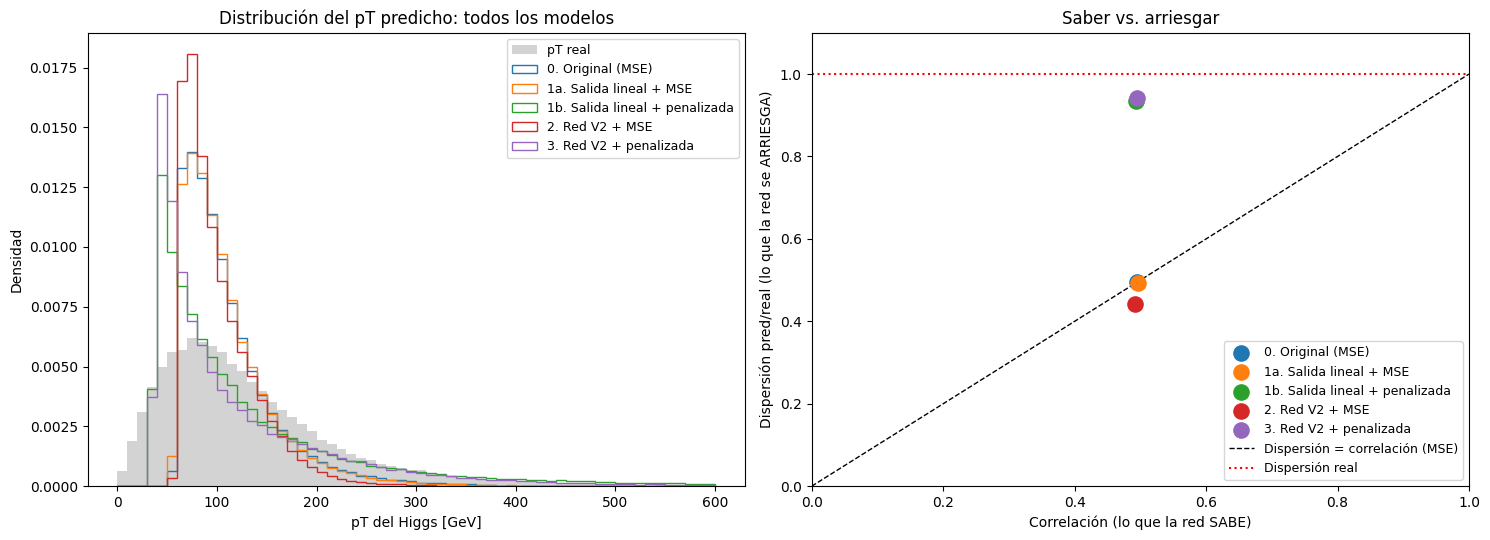 Distribución del pT predicho: todos los modelos
0.0175
0.0150
0.0125
0.0100
0.0075
0.0050
0.0025
0.0000
Densidad
0
100
200
300
400
500
600
pT del Higgs [GeV]
pT real
0. Original (MSE)
1a. Salida lineal + MSE
1b. Salida lineal + penalizada
2. Red V2 + MSE
3. Red V2 + penalizada
Saber vs. arriesgar
1.0
0.8
0.6
0.4
0.2
0.0
Dispersión pred/real (lo que la red se ARRIESGA)
0.0
0.2
0.4
0.6
0.8
1.0
Correlación (lo que la red SABE)
0. Original (MSE)
1a. Salida lineal + MSE
1b. Salida lineal + penalizada
2. Red V2 + MSE
3. Red V2 + penalizada
Dispersión = correlación (MSE)
Dispersión real